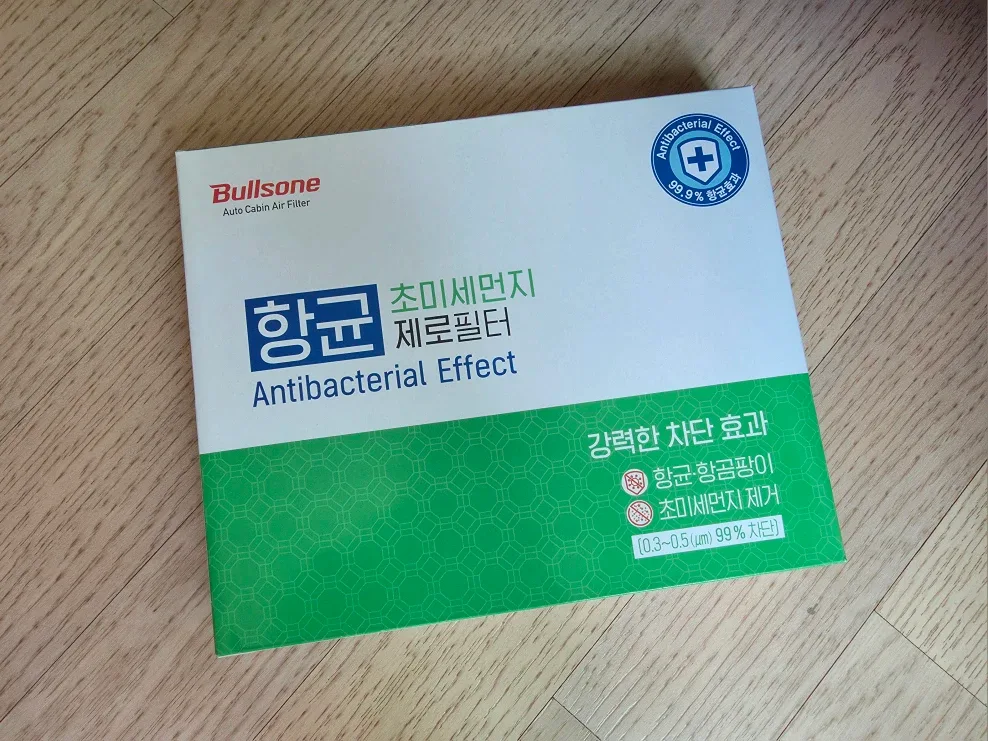 Bullsone
Auto Cabin Air Filter
Antibacterial Effect
99.9% 항균효과
항균
초미세먼지
제로필터
Antibacterial Effect
강력한 차단 효과
항균·항곰팡이
초미세먼지 제거
[0.3~0.5(㎛) 99% 차단]